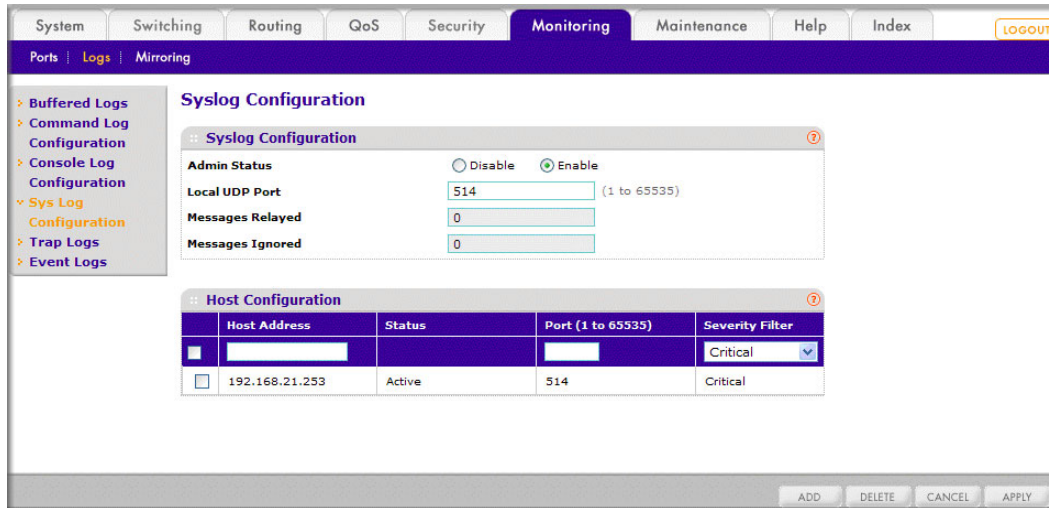 System Switching Routing QoS Security Monitoring Maintenance Help Index LOGOUT
Ports Logs Mirroring
Buffered Logs
Command Log
Configuration
Console Log
Configuration
Sys Log
Configuration
Trap Logs
Event Logs
Syslog Configuration
Syslog Configuration ?
Admin Status Disable Enable
Local UDP Port 514 (1 to 65535)
Messages Relayed 0
Messages Ignored 0
Host Configuration ?
Host Address Status Port (1 to 65535) Severity Filter
Critical
192.168.21.253 Active 514 Critical
ADD DELETE CANCEL APPLY